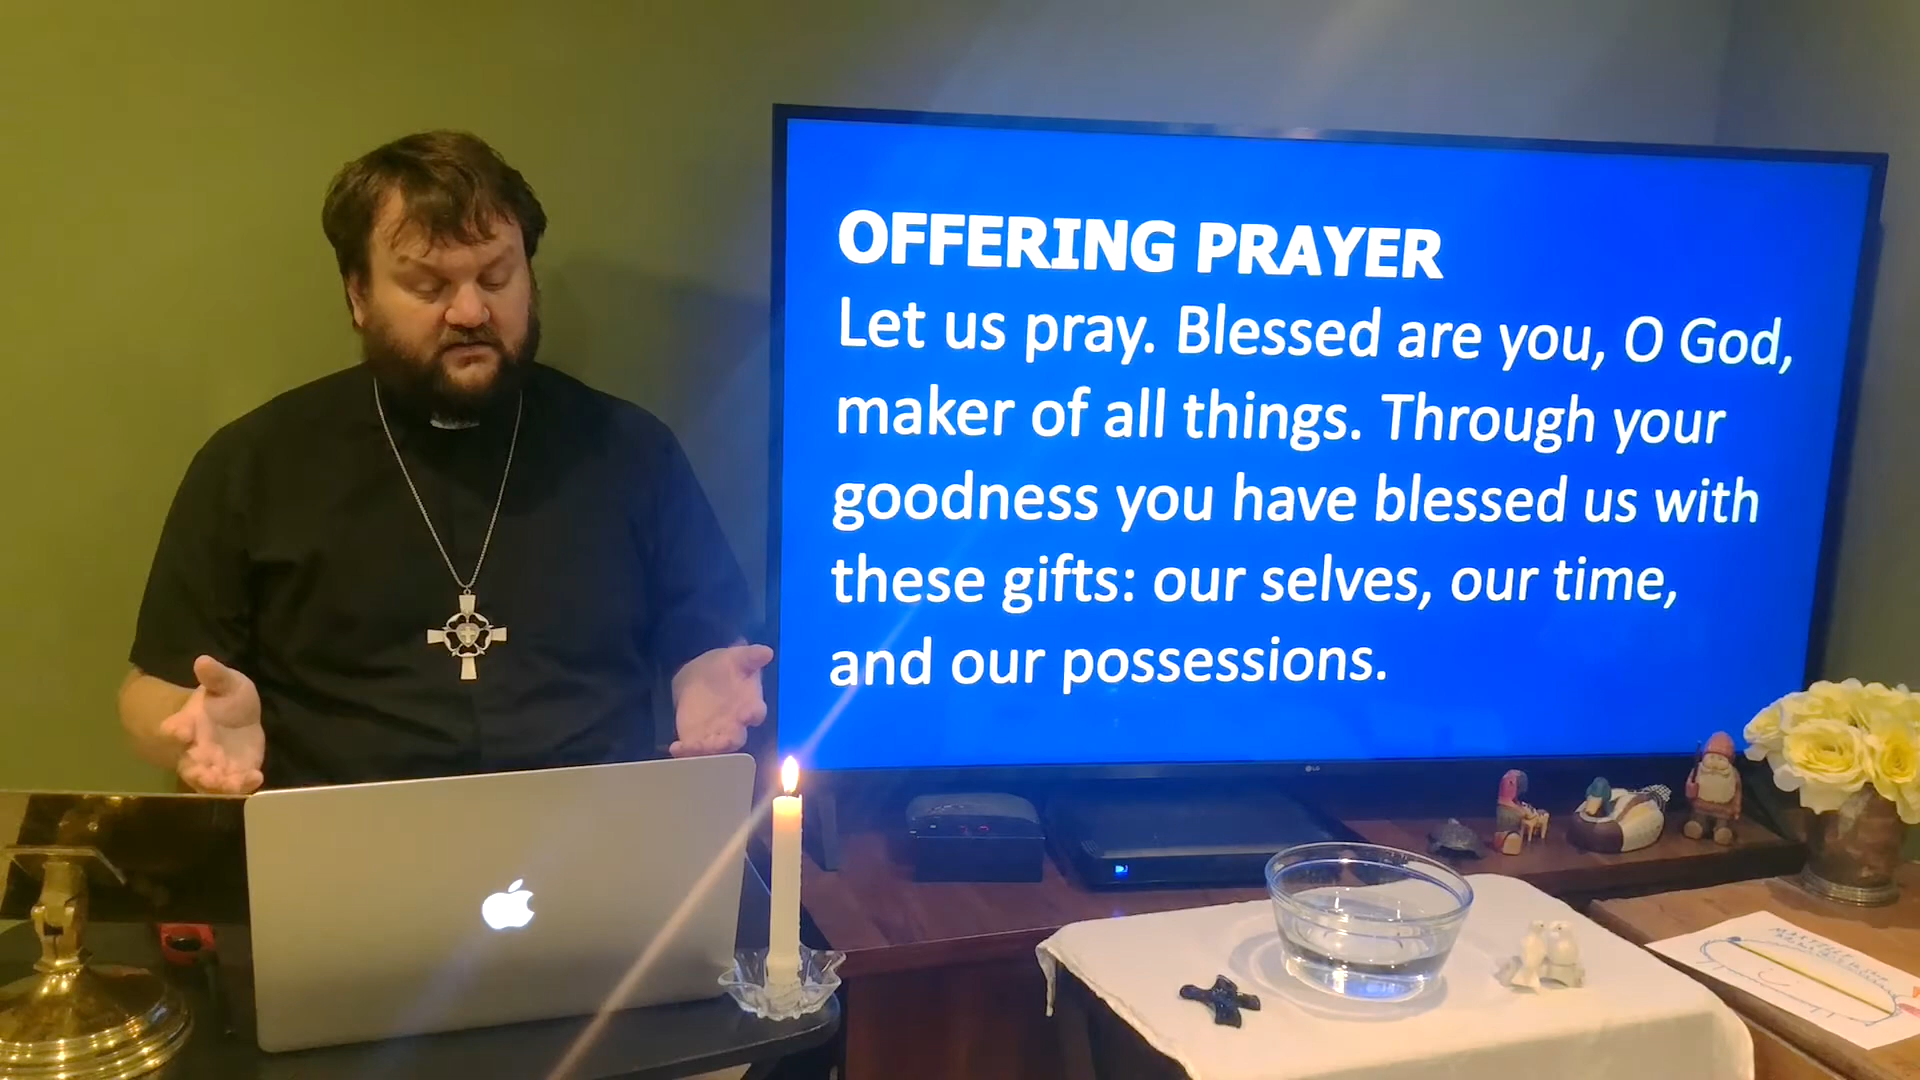 OFFERING PRAYER
Let us pray. Blessed are you, O God,
maker of all things. Through your
goodness you have blessed us with
these gifts: our selves, our time,
and our possessions.
LG